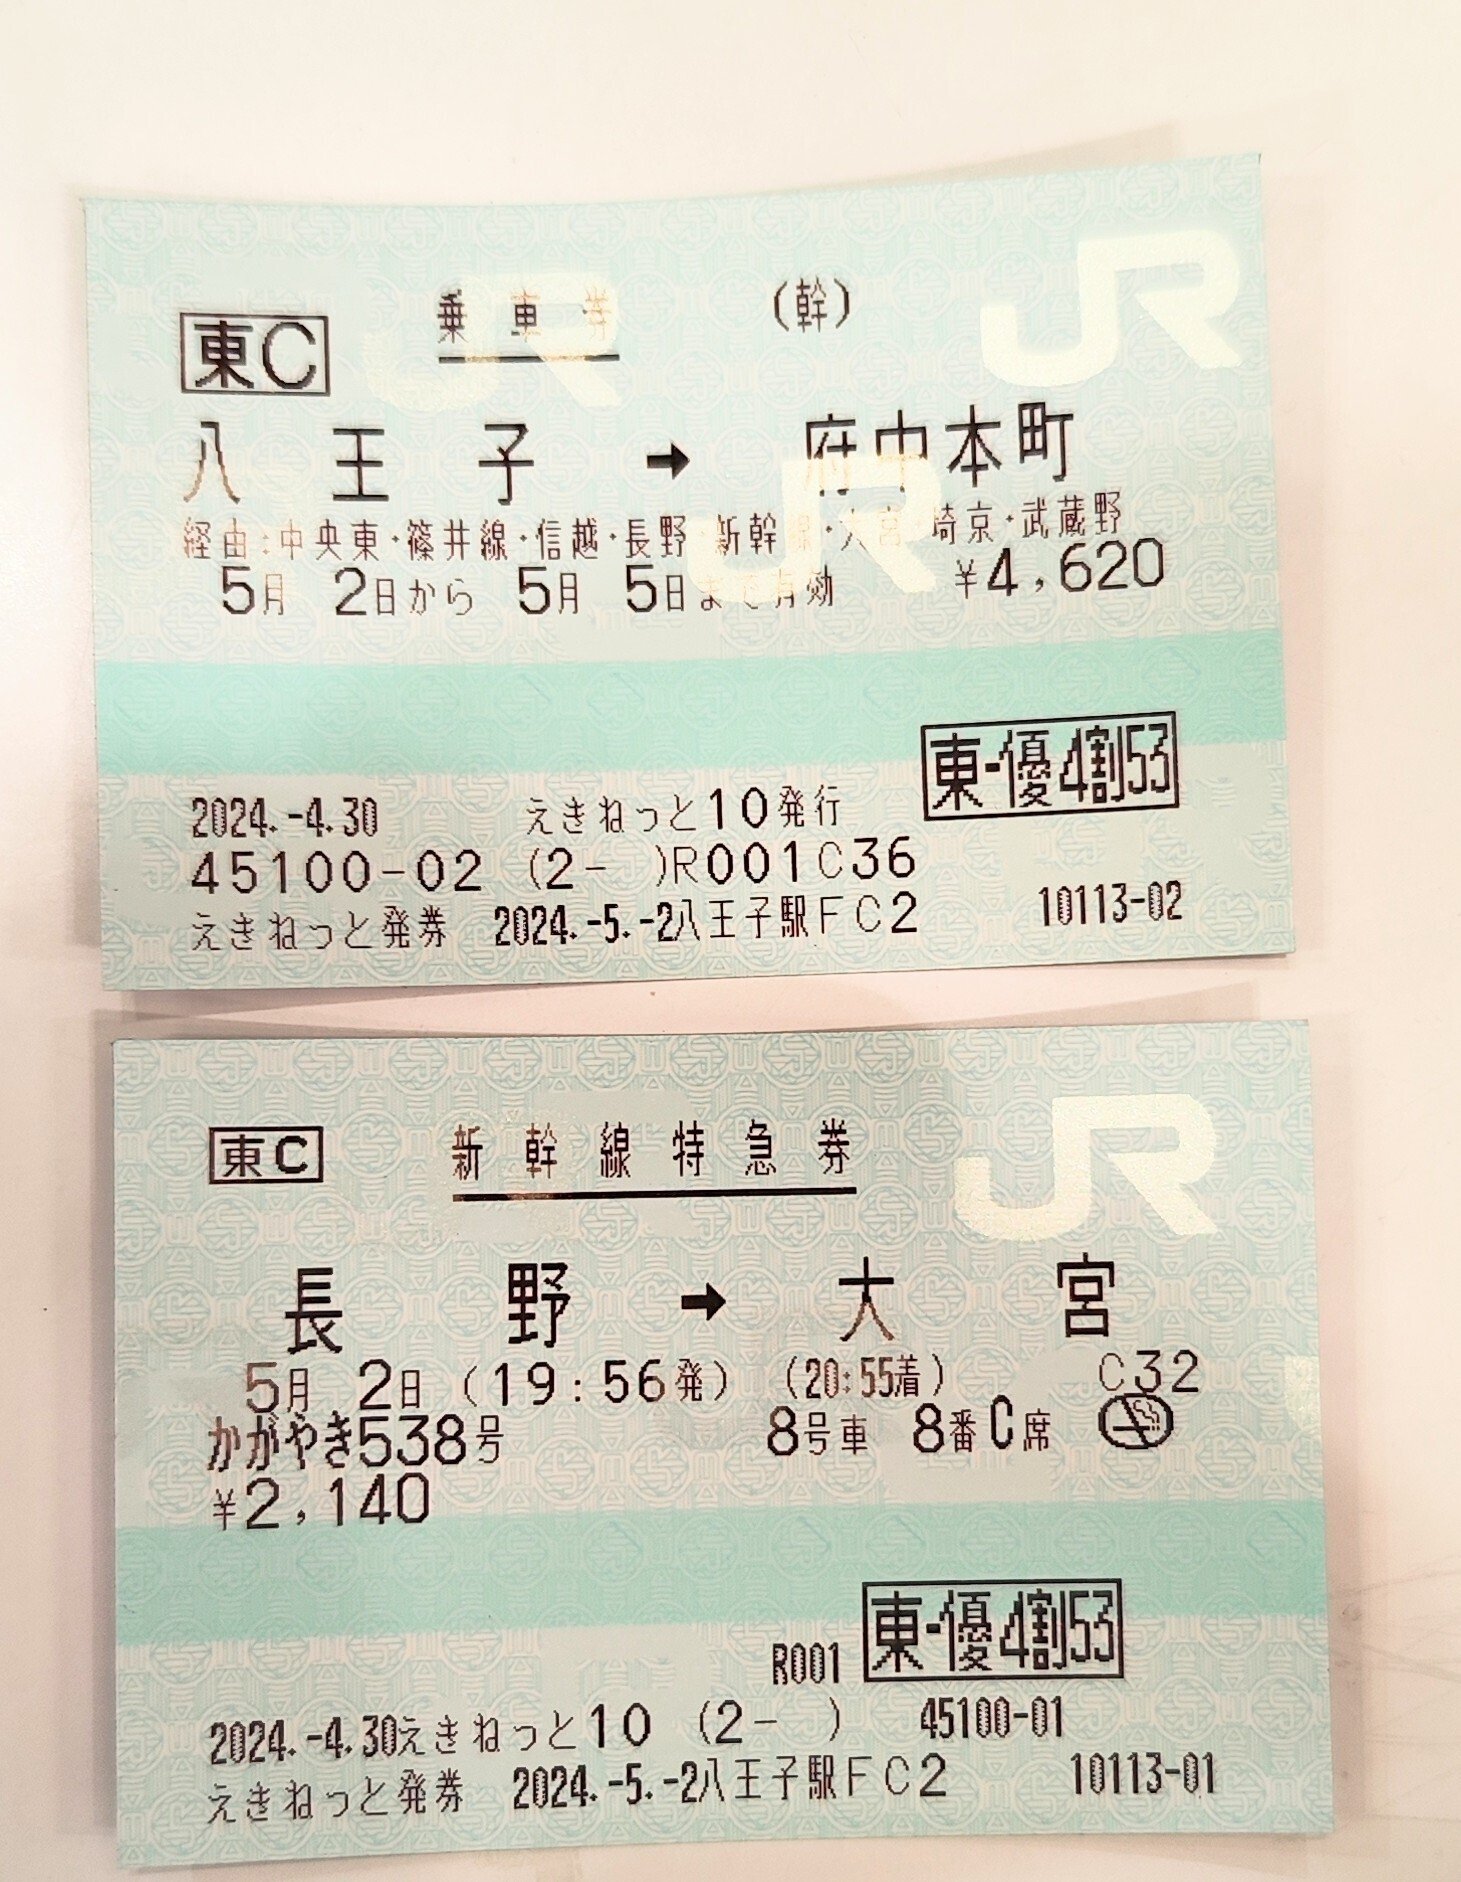 乗車券 (幹)
東C
八王子 → 府中本町
経由:中央東・篠井線・信越・長野・新幹線・大宮・埼京・武蔵野
5月 2日から 5月 5日まで有効 ¥4,620
東-優4割53
2024.-4.30 えきねっと10発行
45100-02 (2- )R001C36
えきねっと発券 2024.-5.-2八王子駅FC2 10113-02
JR
東C 新幹線特急券
長野 → 大宮
5月 2日 (19:56発) (20:55着) C32
かがやき538号 8号車 8番C席
¥2,140
R001 東-優4割53
2024.-4.30えきねっと10 (2- ) 45100-01
えきねっと発券 2024.-5.-2八王子駅FC2 10113-01
JR